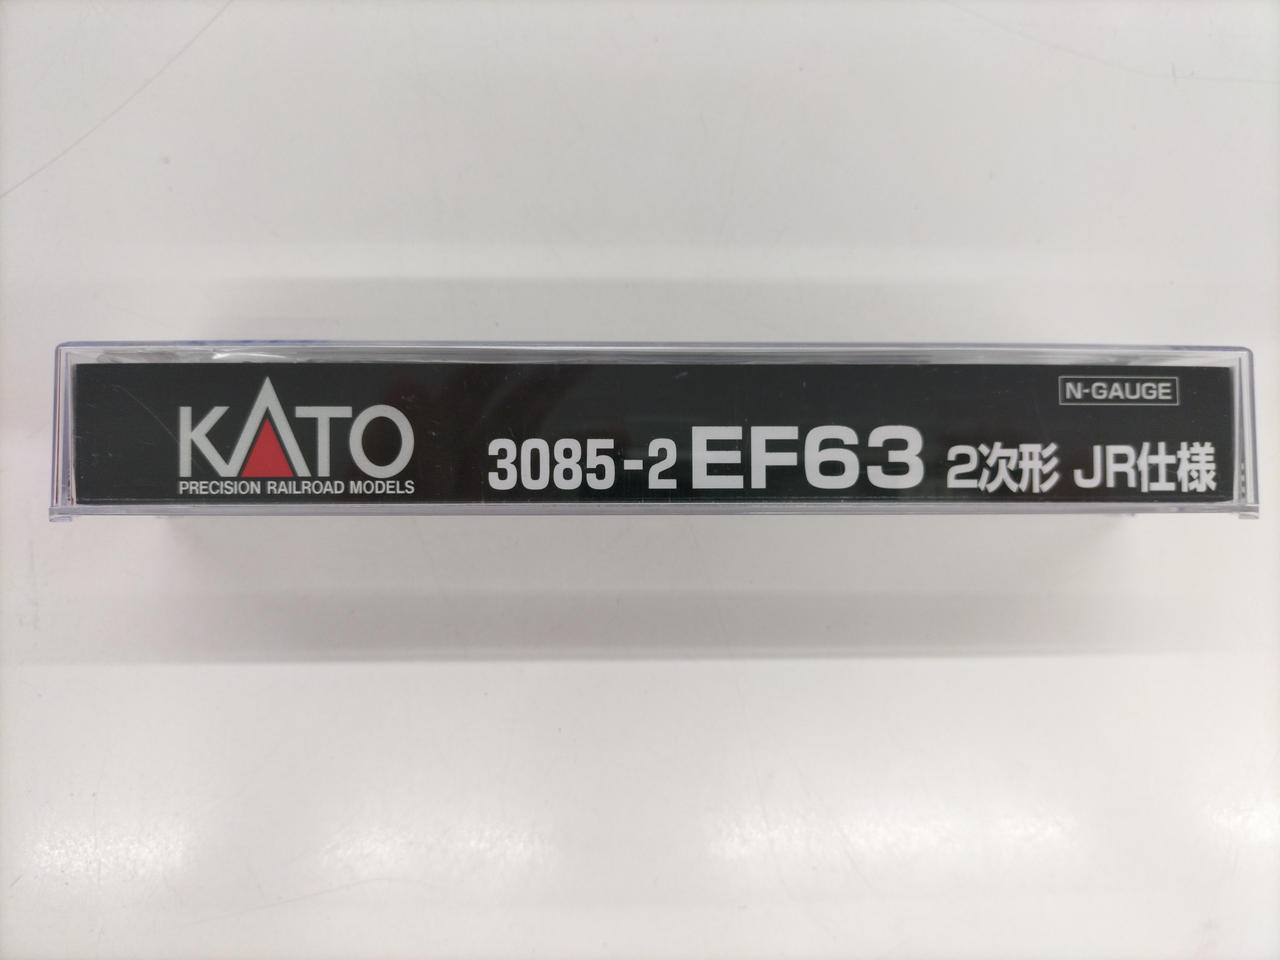 N-GAUGE
KATO
PRECISION RAILROAD MODELS
3085-2 EF63 2次形 JR仕様